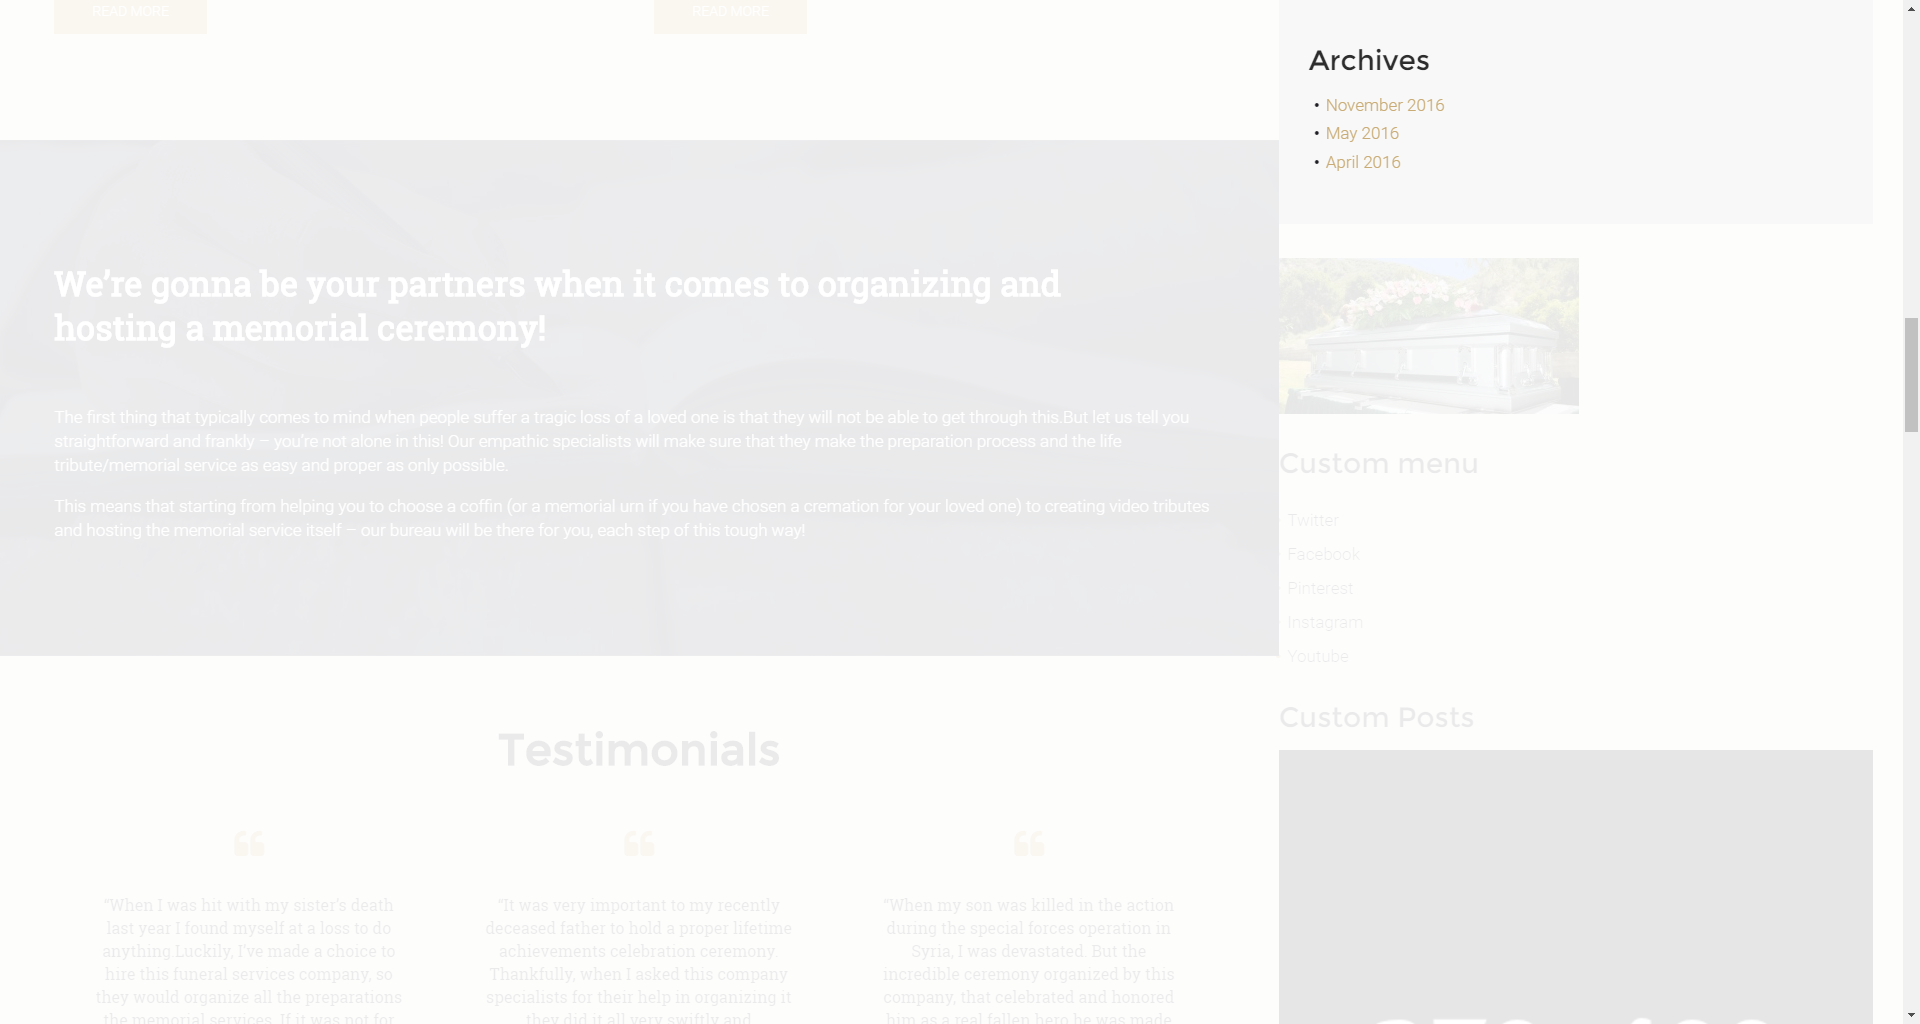 READ MORE
READ MORE
We’re gonna be your partners when it comes to organizing and
hosting a memorial ceremony!
The first thing that typically comes to mind when people suffer a tragic loss of a loved one is that they will not be able to get through this.But let us tell you
straightforward and frankly – you’re not alone in this! Our empathic specialists will make sure that they make the preparation process and the life
tribute/memorial service as easy and proper as only possible.
This means that starting from helping you to choose a coffin (or a memorial urn if you have chosen a cremation for your loved one) to creating video tributes
and hosting the memorial service itself – our bureau will be there for you, each step of this tough way!
Testimonials
“When I was hit with my sister’s death
last year I found myself at a loss to do
anything Luckily, I’ve made a choice to
hire this funeral services company, so
they would organize all the preparations
the memorial services. If it was not for
“It was very important to my recently
deceased father to hold a proper lifetime
achievements celebration ceremony.
Thankfully, when I asked this company
specialists for their help in organizing it
they did it all very swiftly and
“When my son was killed in the action
during the special forces operation in
Syria, I was devastated. But the
incredible ceremony organized by this
company, that celebrated and honored
him as a real fallen hero he was made
Archives
• November 2016
• May 2016
• April 2016
Custom menu
Twitter
Facebook
Pinterest
Instagram
Youtube
Custom Posts